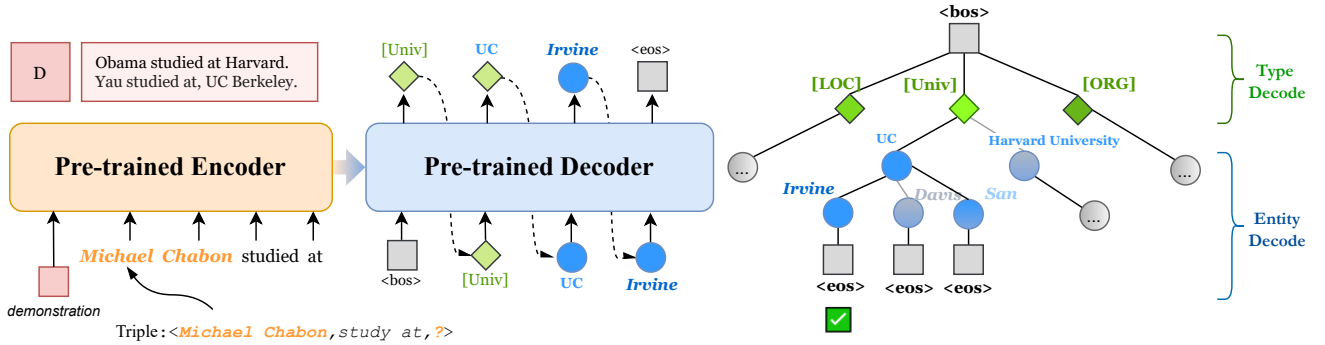 D
Obama studied at Harvard.
Yau studied at, UC Berkeley.
Pre-trained Encoder
Michael Chabon studied at
demonstration
Triple:<Michael Chabon,study at,?>
[Univ]
UC
Irvine
<eos>
Pre-trained Decoder
<bos>
[Univ]
UC
Irvine
<bos>
[LOC]
[Univ]
[ORG]
UC
Harvard University
...
...
Irvine
Davis
San
...
<eos>
<eos>
<eos>
Type
Decode
Entity
Decode